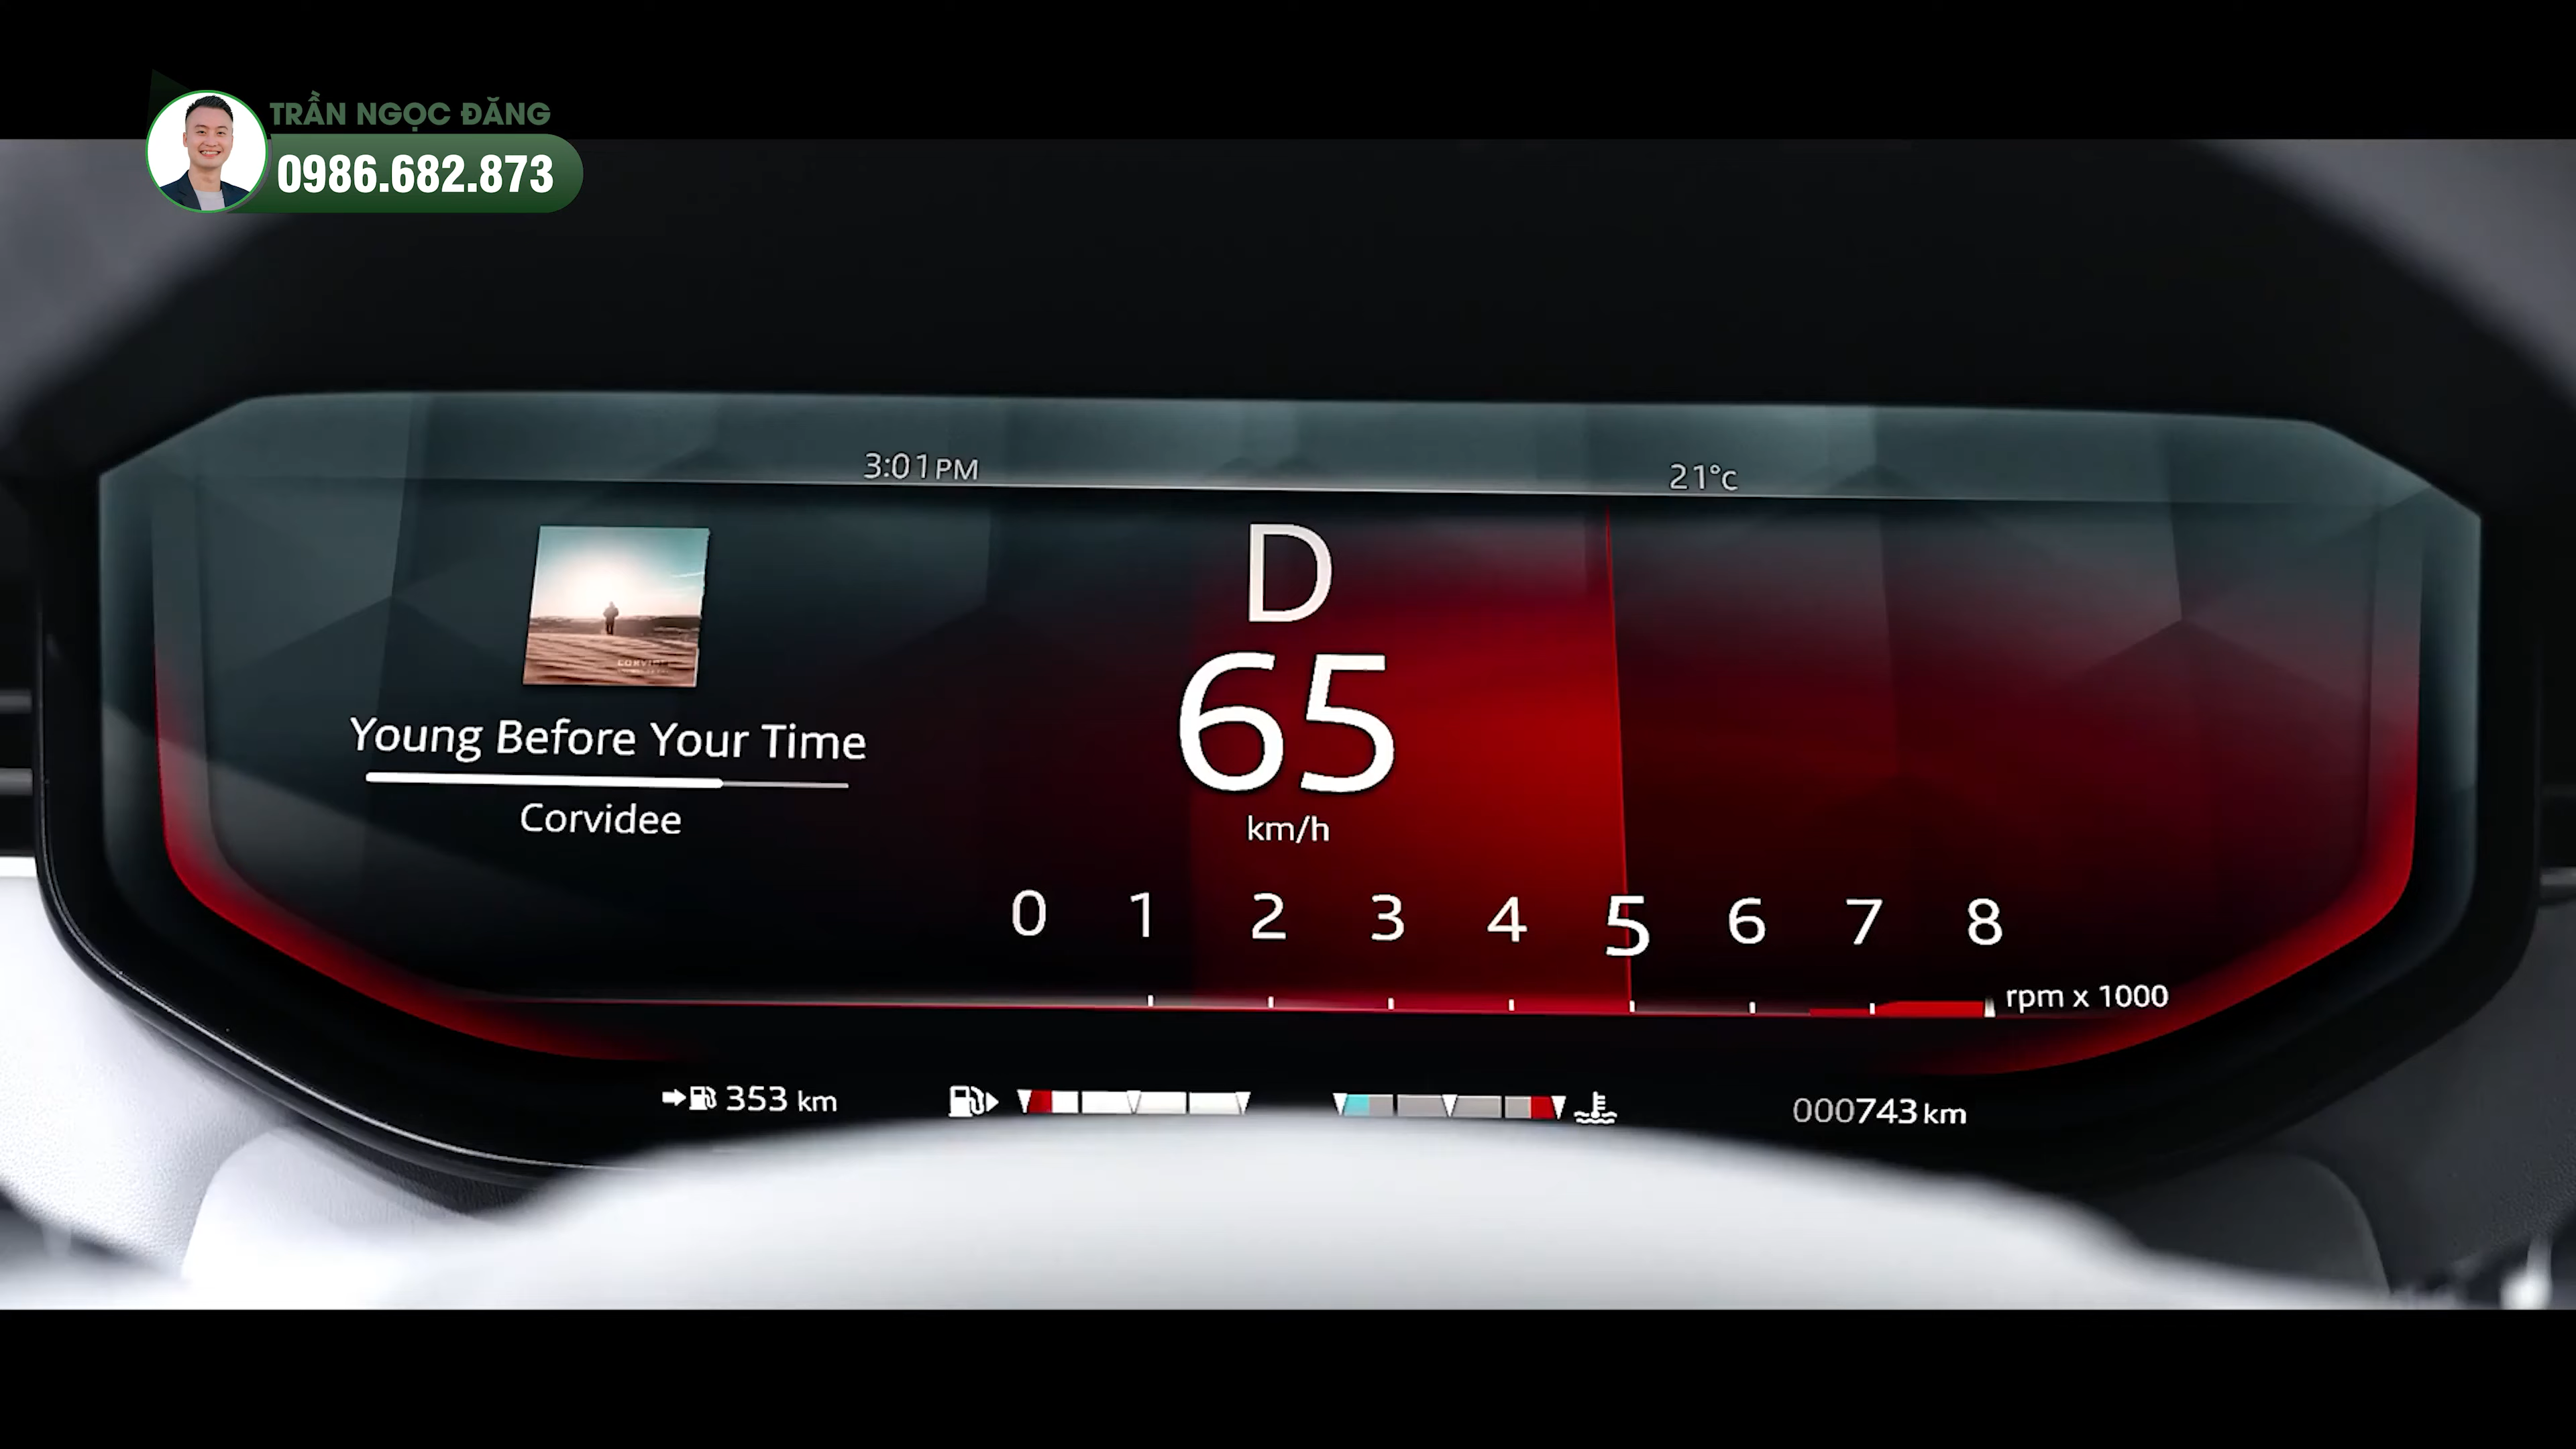 TRẦN NGỌC ĐĂNG
0986.682.873
3:01PM
21°C
D
65
km/h
Young Before Your Time
Corvidee
0 1 2 3 4 5 6 7 8
rpm x 1000
353 km
000743 km